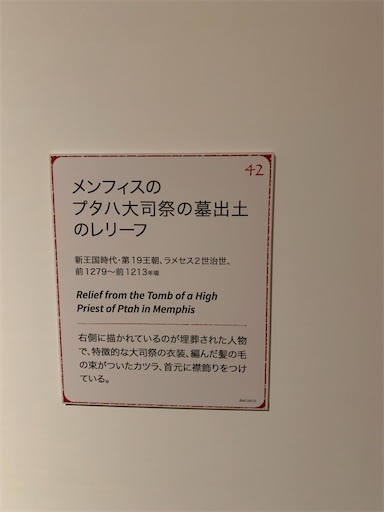 42
メンフィスの
プタハ大司祭の墓出土
のレリーフ
新王国時代・第19王朝、ラメセス2世治世、
前1279〜前1213年頃
Relief from the Tomb of a High
Priest of Ptah in Memphis
右側に描かれているのが埋葬された人物
で、特徴的な大司祭の衣装、編んだ髪の毛
の束がついたカツラ、首元に襟飾りをつけ
ている。